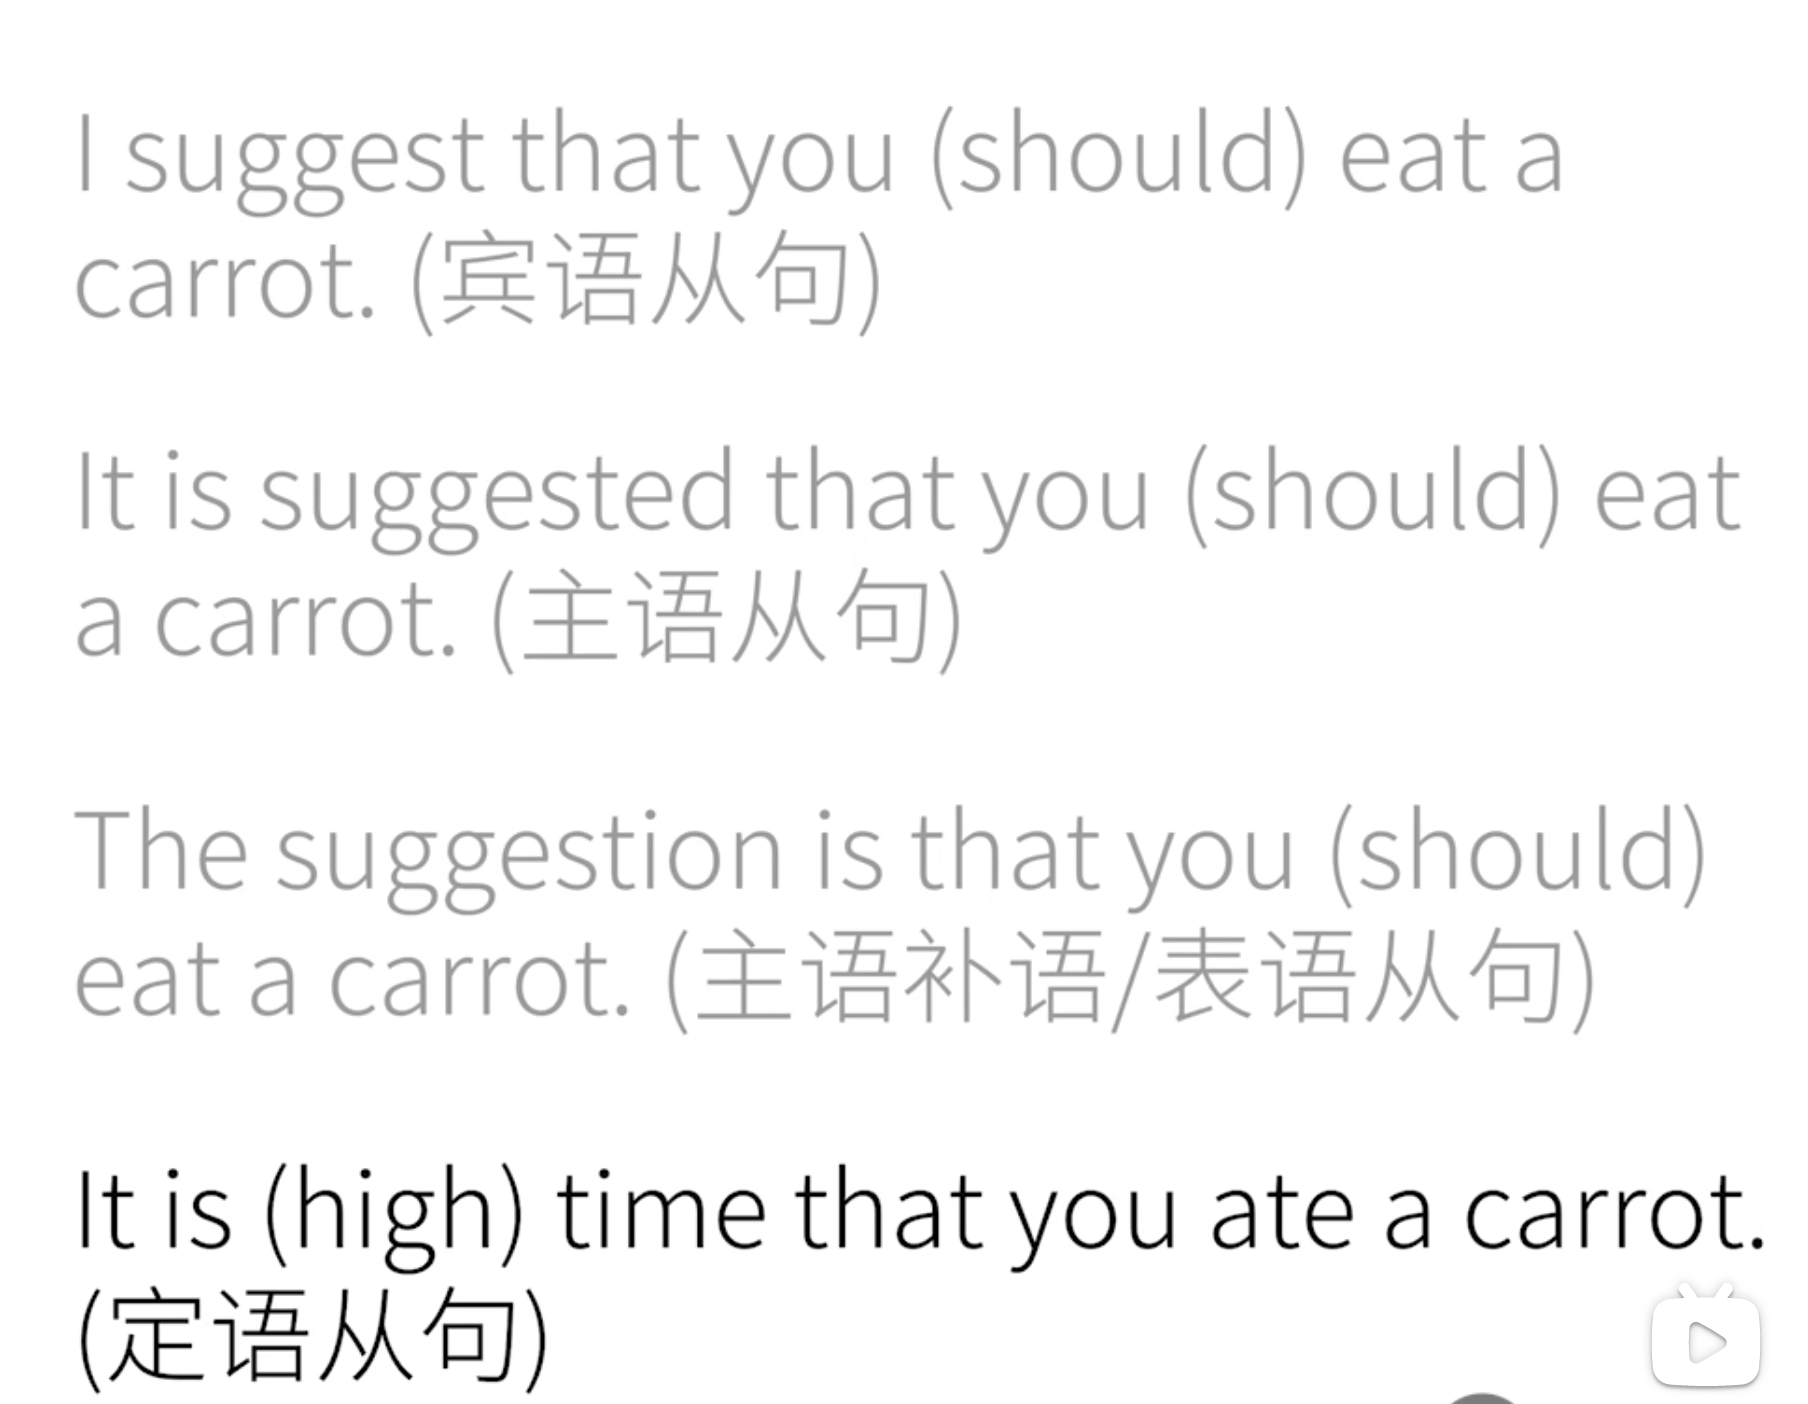 I suggest that you (should) eat a
carrot. (宾语从句)
It is suggested that you (should) eat
a carrot. (主语从句)
The suggestion is that you (should)
eat a carrot. (主语补语/表语从句)
It is (high) time that you ate a carrot.
(定语从句)